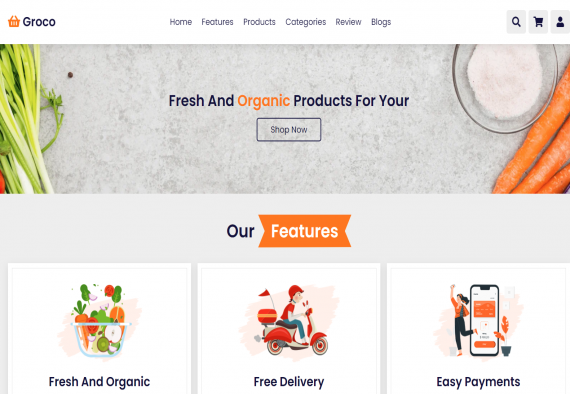 Groco
Home Features Products Categories Review Blogs
Fresh And Organic Products For Your
Shop Now
Our Features
Fresh And Organic
Free Delivery
Easy Payments